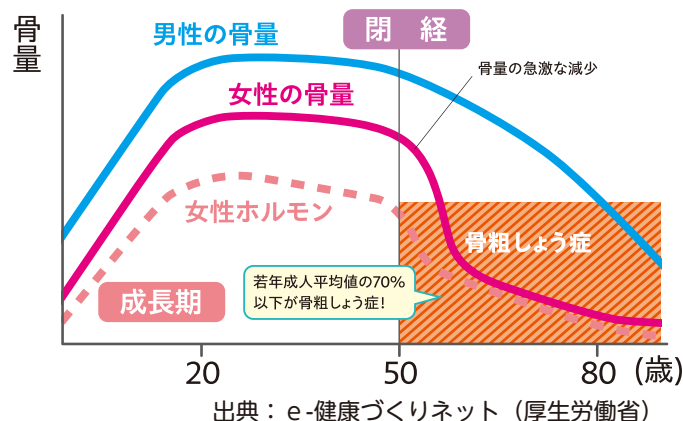 骨量
男性の骨量
閉 経
骨量の急激な減少
女性の骨量
女性ホルモン
骨粗しょう症
若年成人平均値の70%
以下が骨粗しょう症!
成長期
20
50
80
(歳)
出典：e-健康づくりネット（厚生労働省）